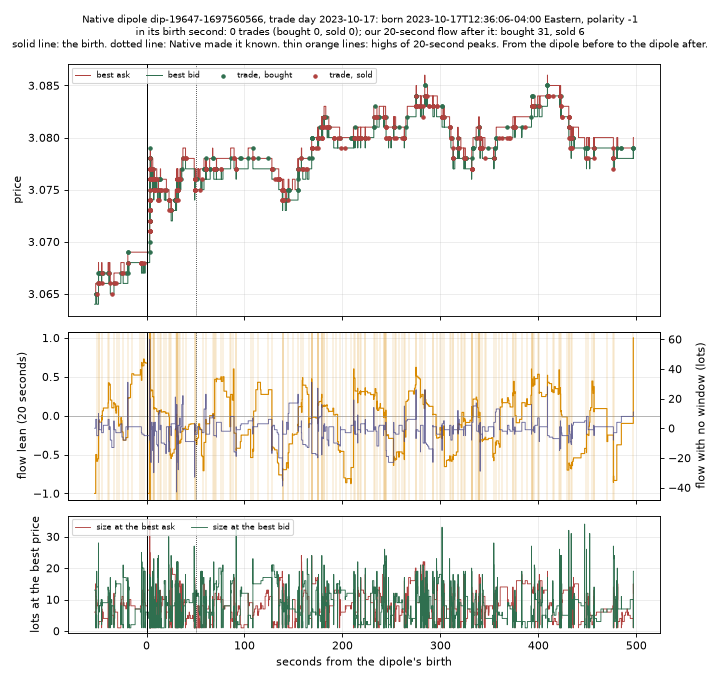 Native dipole dip-19647-1697560566, trade day 2023-10-17: born 2023-10-17T12:36:06-04:00 Eastern, polarity -1
in its birth second: 0 trades (bought 0, sold 0); our 20-second flow after it: bought 31, sold 6
solid line: the birth. dotted line: Native made it known. thin orange lines: highs of 20-second peaks. From the dipole before to the dipole after.
best ask best bid trade, bought trade, sold
3.085
3.080
3.075
3.070
3.065
price
1.0
0.5
0.0
−0.5
−1.0
flow lean (20 seconds)
60
40
20
0
−20
−40
flow with no window (lots)
size at the best ask size at the best bid
30
20
10
0
lots at the best price
0 100 200 300 400 500
seconds from the dipole's birth